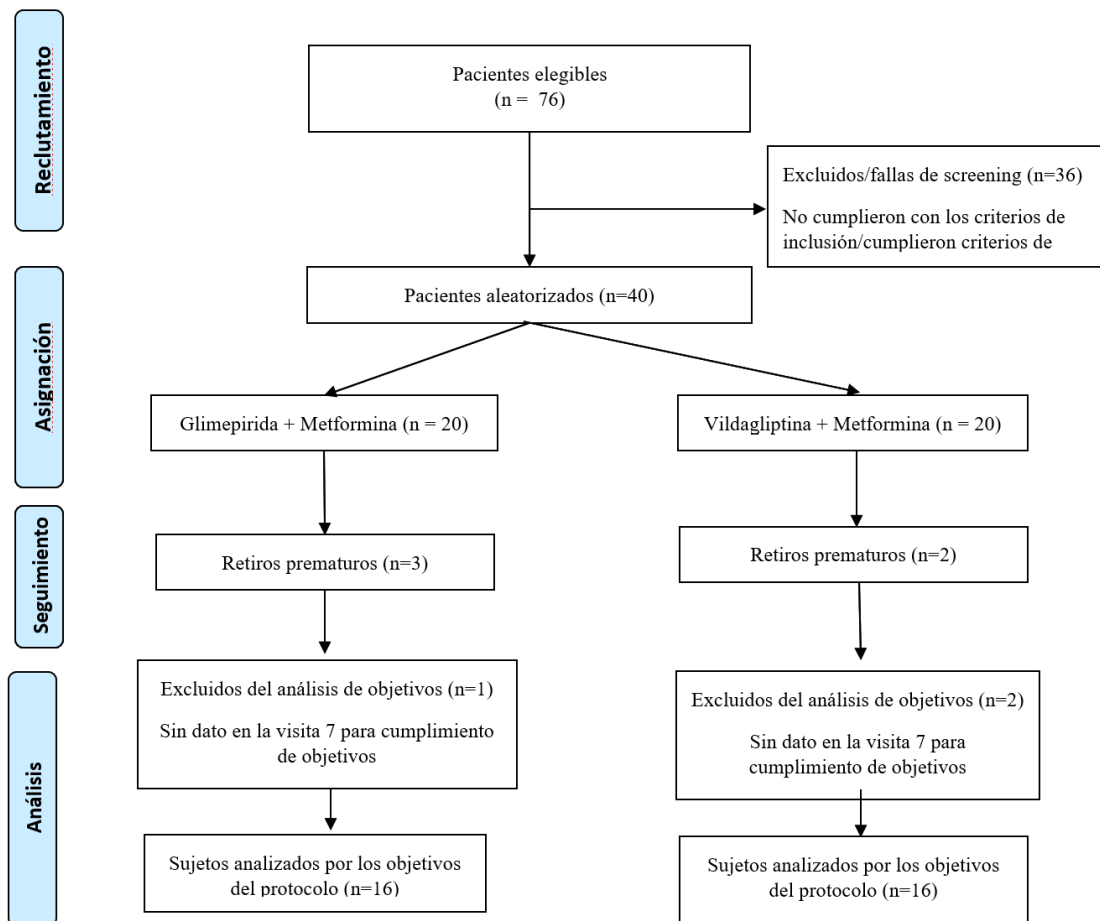 Reclutamiento
Pacientes elegibles
(n =  76)
Excluidos/fallas de screening (n=36)
No cumplieron con los criterios de
inclusión/cumplieron criterios de
Asignación
Pacientes aleatorizados (n=40)
Glimepirida + Metformina (n = 20)
Vildagliptina + Metformina (n = 20)
Seguimiento
Retiros prematuros (n=3)
Retiros prematuros (n=2)
Análisis
Excluidos del análisis de objetivos (n=1)
Sin dato en la visita 7 para cumplimiento
de objetivos
Excluidos del análisis de objetivos (n=2)
Sin dato en la visita 7 para
cumplimiento de objetivos
Sujetos analizados por los objetivos
del protocolo (n=16)
Sujetos analizados por los objetivos
del protocolo (n=16)